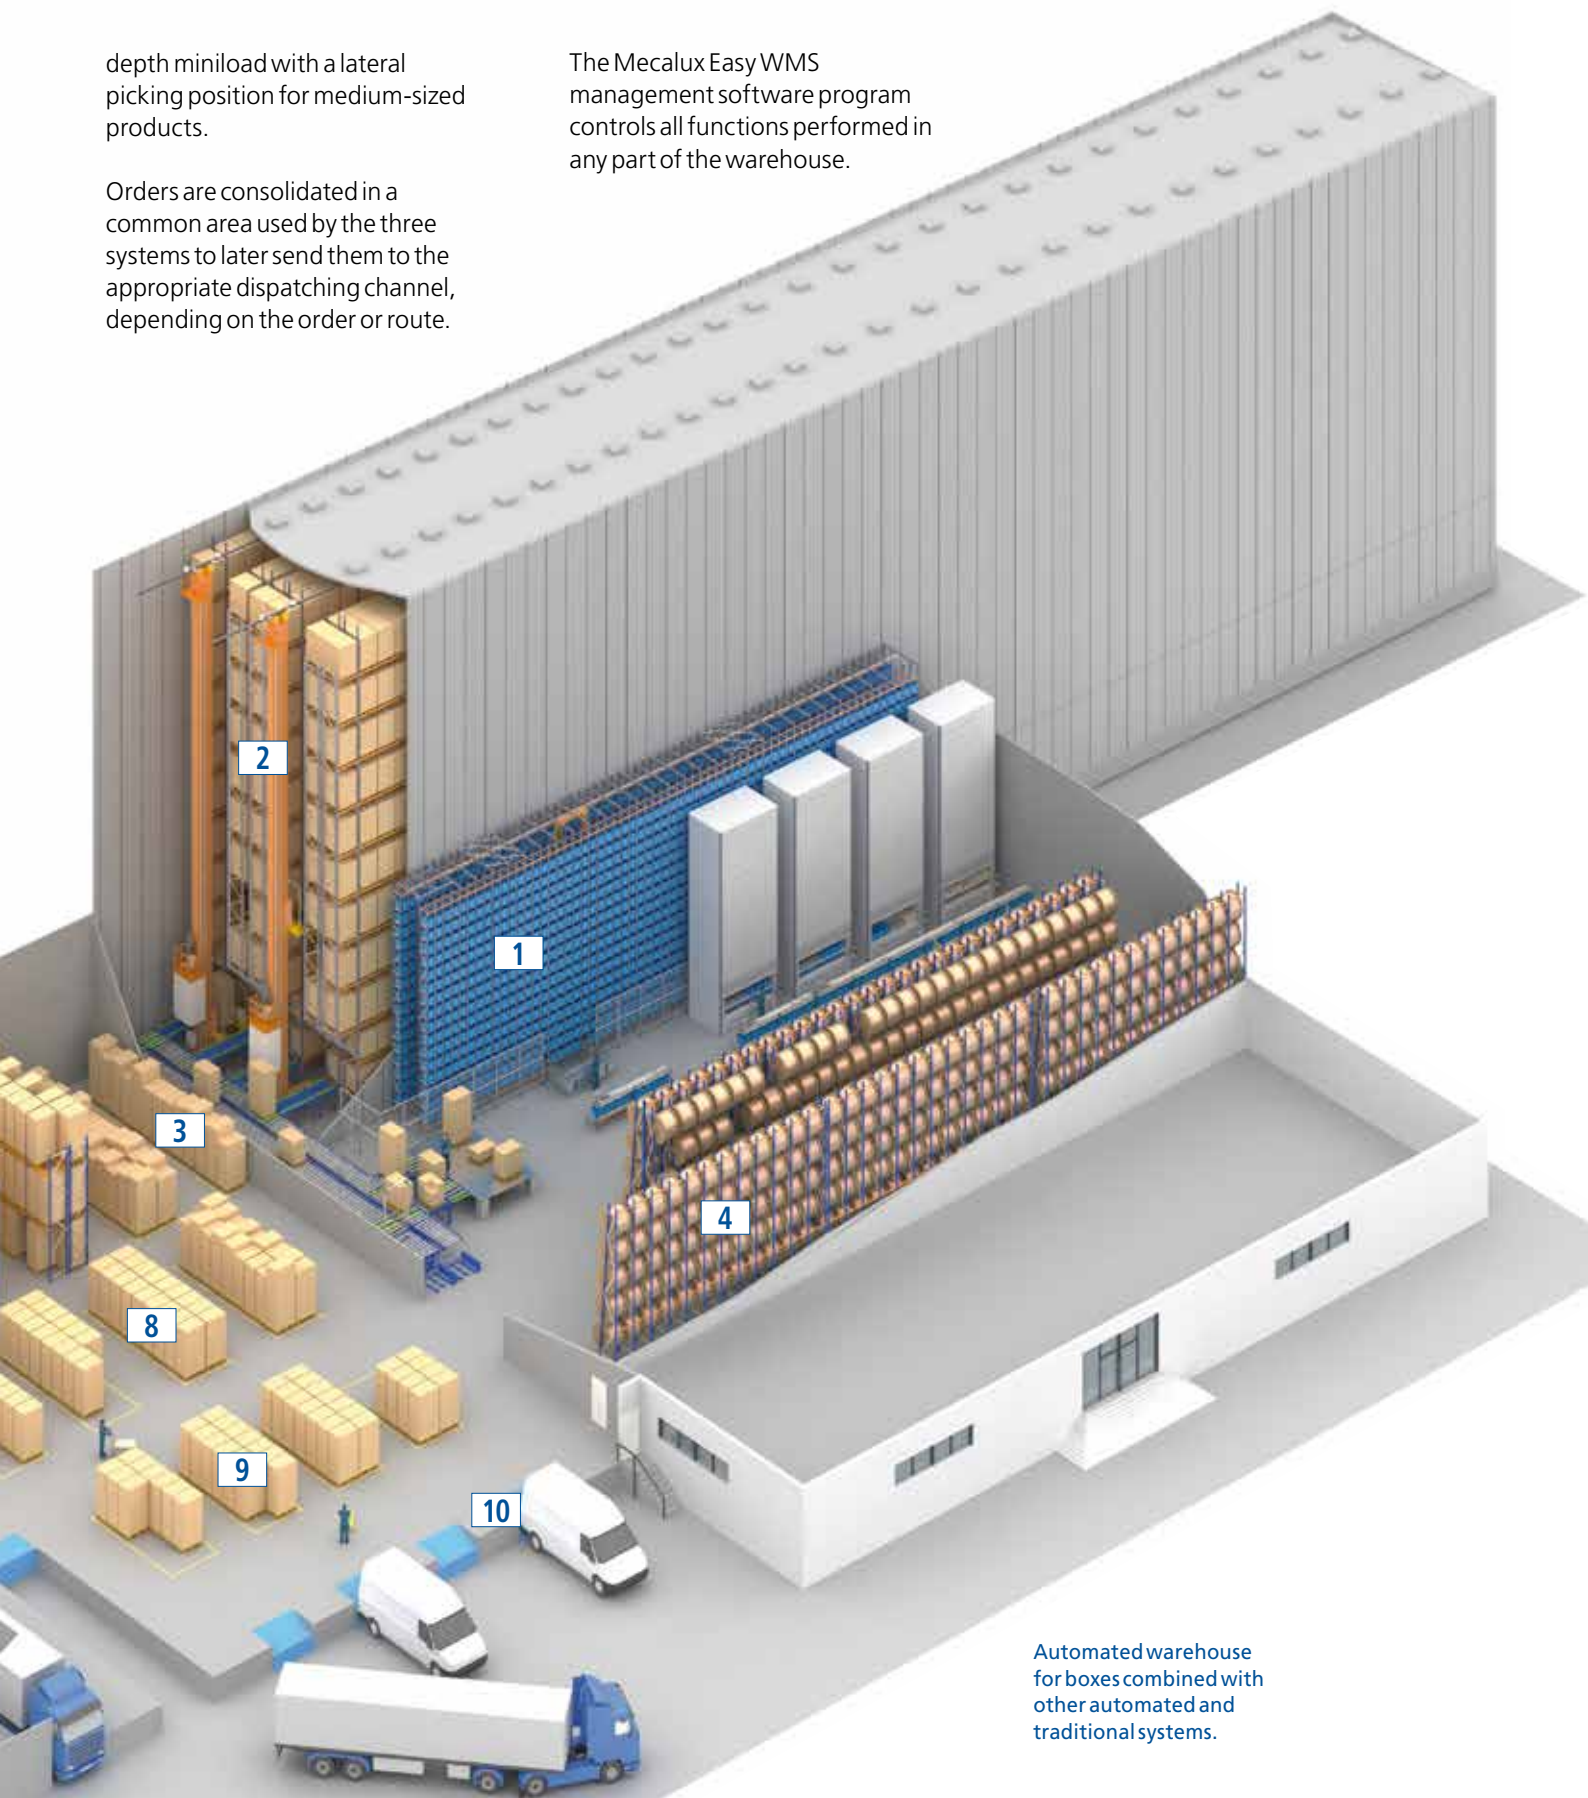 depth miniload with a lateral
picking position for medium-sized
products.
Orders are consolidated in a
common area used by the three
systems to later send them to the
appropriate dispatching channel,
depending on the order or route.
The Mecalux Easy WMS
management software program
controls all functions performed in
any part of the warehouse.
2
1
3
4
8
9
10
Automated warehouse
for boxes combined with
other automated and
traditional systems.